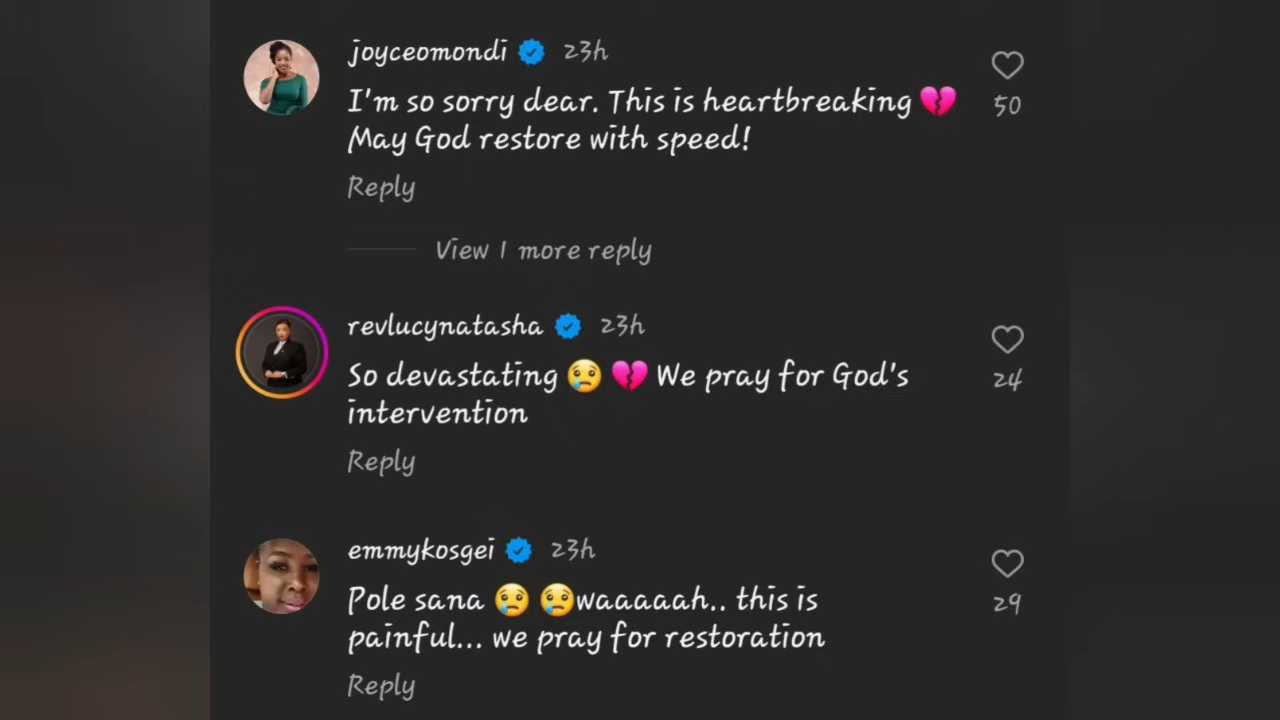 joyceomondi 23h
I'm so sorry dear. This is heartbreaking 💔
May God restore with speed!
50
Reply
View 1 more reply
revlucynatasha 23h
So devastating 😢 💔 We pray for God's
intervention
24
Reply
emmykosgei 23h
Pole sana 😢 😢waaaaah.. this is
painful... we pray for restoration
29
Reply